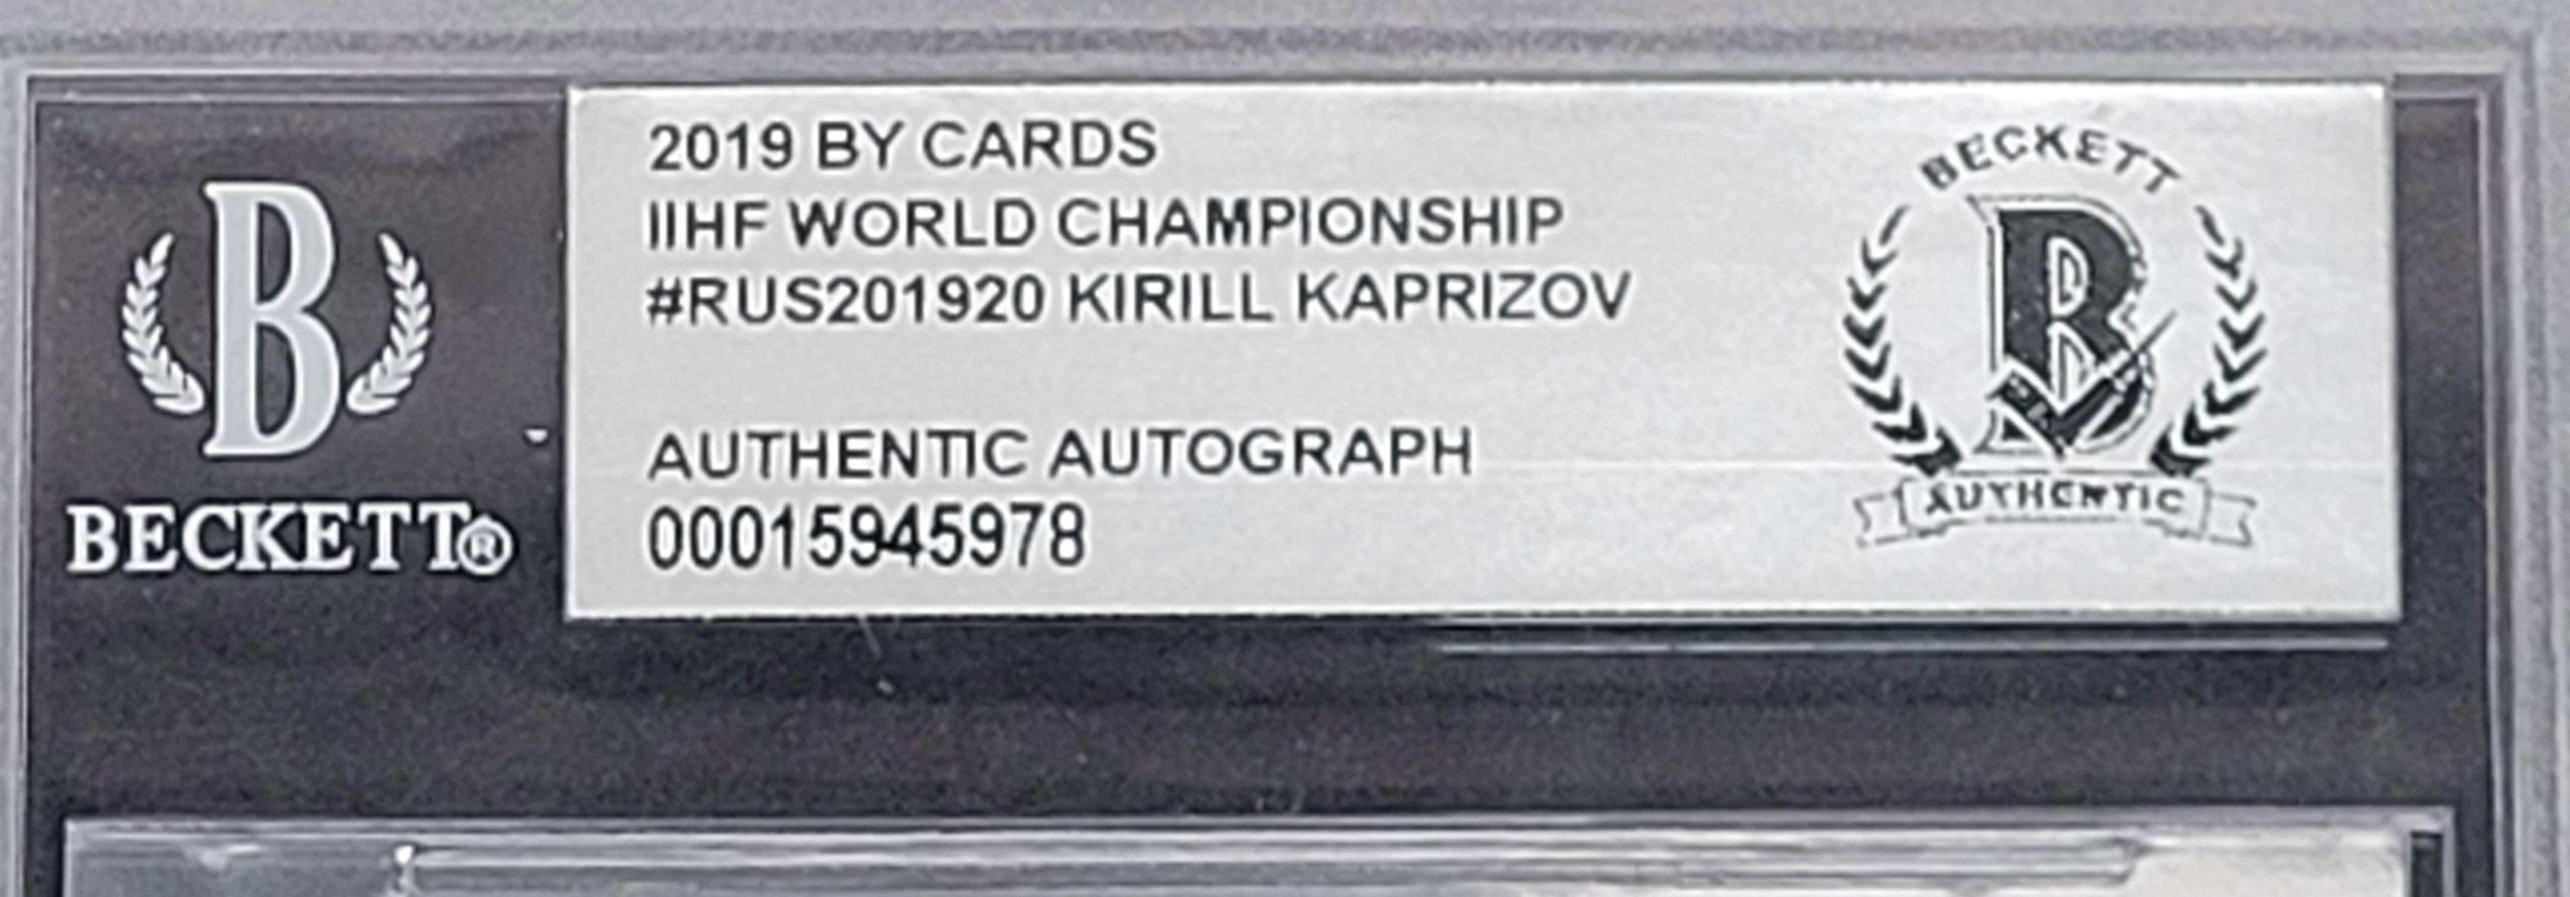 B
BECKETT®
2019 BY CARDS
IIHF WORLD CHAMPIONSHIP
#RUS201920 KIRILL KAPRIZOV
AUTHENTIC AUTOGRAPH
00015945978
BECKETT
B
AUTHENTIC